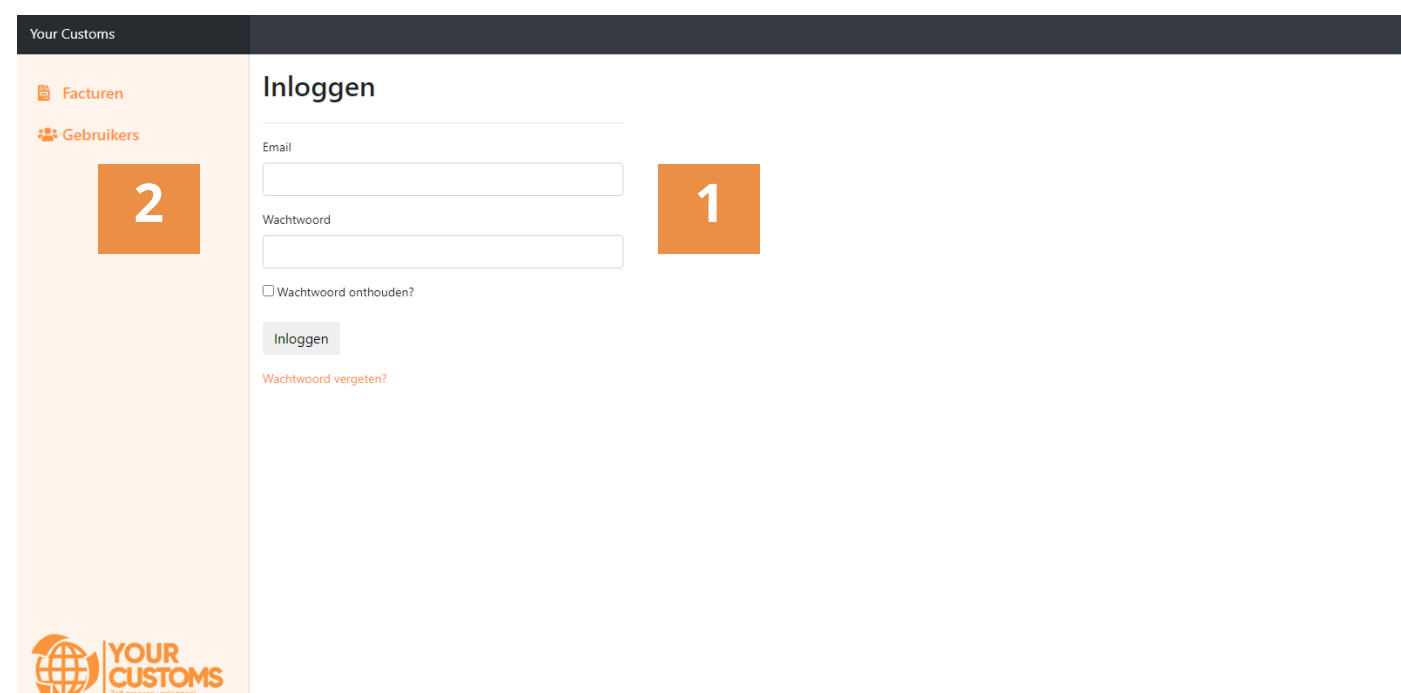 Your Customs
Facturen
Gebruikers
2
Inloggen
Email
Wachtwoord
Wachtwoord onthouden?
Inloggen
Wachtwoord vergeten?
1
YOUR
CUSTOMS